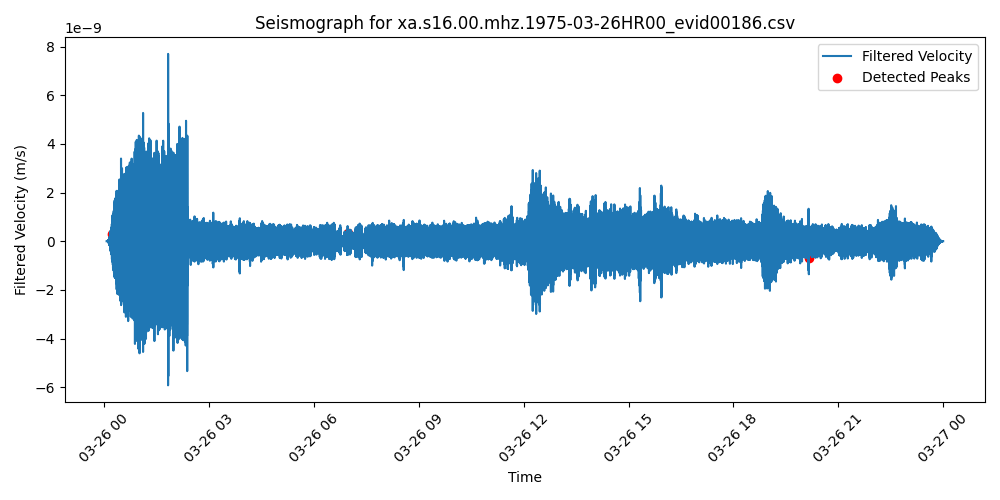 Seismograph for xa.s16.00.mhz.1975-03-26HR00_evid00186.csv
1e−9
Filtered Velocity
Detected Peaks
8
6
4
2
0
−2
−4
−6
Filtered Velocity (m/s)
03-26 00
03-26 03
03-26 06
03-26 09
03-26 12
03-26 15
03-26 18
03-26 21
03-27 00
Time